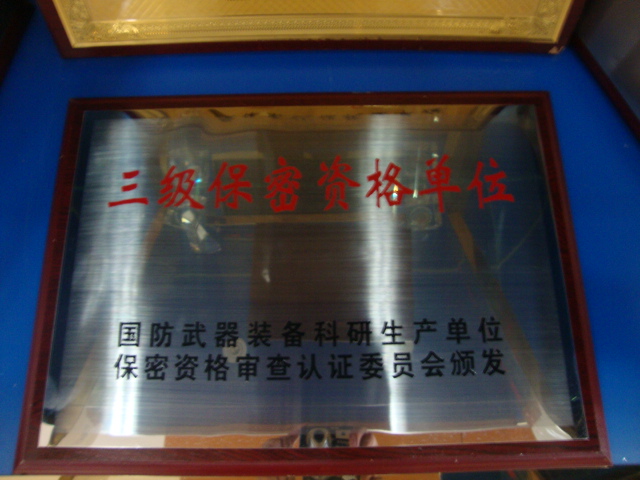 三级保密资格单位
国防武器装备科研生产单位
保密资格审查认证委员会颁发